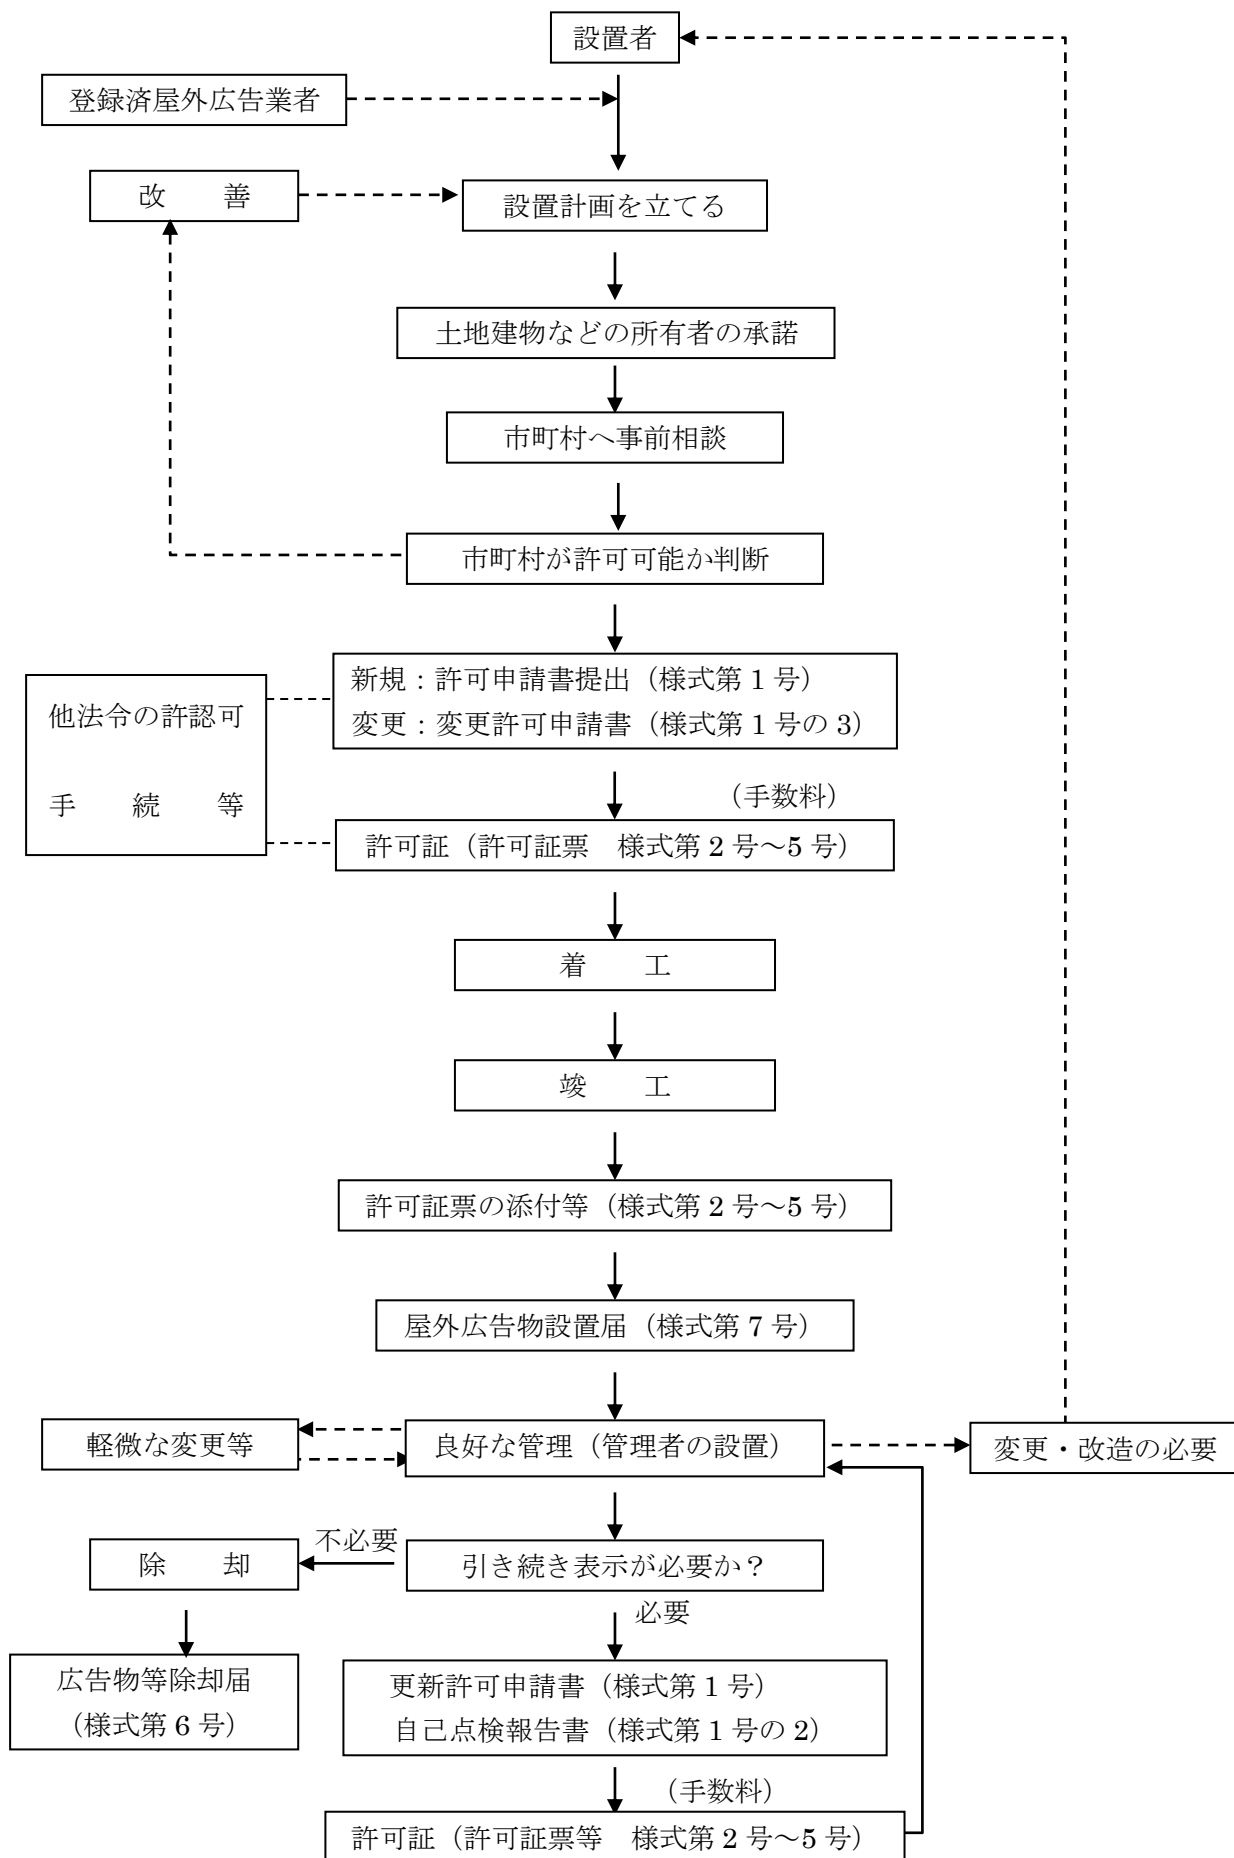 設置者
登録済屋外広告業者
改　　善
設置計画を立てる
土地建物などの所有者の承諾
市町村へ事前相談
市町村が許可可能か判断
新規：許可申請書提出（様式第 1 号）
変更：変更許可申請書（様式第 1 号の 3）
他法令の許認可
手　　続　　等
（手数料）
許可証（許可証票　様式第 2 号～5 号）
着　　工
竣　　工
許可証票の添付等（様式第 2 号～5 号）
屋外広告物設置届（様式第 7 号）
軽微な変更等
良好な管理（管理者の設置）
変更・改造の必要
不必要
除　　却
引き続き表示が必要か？
必要
広告物等除却届
（様式第 6 号）
更新許可申請書（様式第 1 号）
自己点検報告書（様式第 1 号の 2）
（手数料）
許可証（許可証票等　様式第 2 号～5 号）